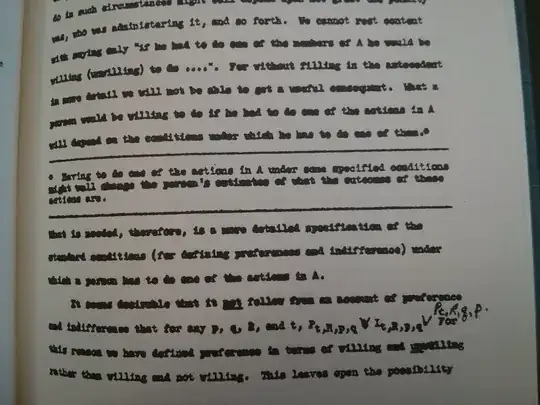 do in such circumstances might well depend upon
was, who was administering it, and so forth. We cannot rest content
with saying only "if he had to do one of the members of A he would be
willing (unwilling) to do ....". For without filling in the antecedent
in more detail we will not be able to get a useful consequent. What a
person would be willing to do if he had to do one of the actions in A
will depend on the conditions under which he has to do one of them.*
* Having to do one of the actions in A under some specified conditions
might well change the person's estimates of what the outcomes of these
actions are.
What is needed, therefore, is a more detailed specification of the
standard conditions (for defining preferences and indifference) under
which a person has to do one of the actions in A.
It seems desirable that it not follow from an account of preference
and indifference that for any p, q, R, and t, Pt,R,p,q V It,R,p,q V Pt,R,q,p. For
this reason we have defined preference in terms of willing and unwilling
rather than willing and not willing. This leaves open the possibility